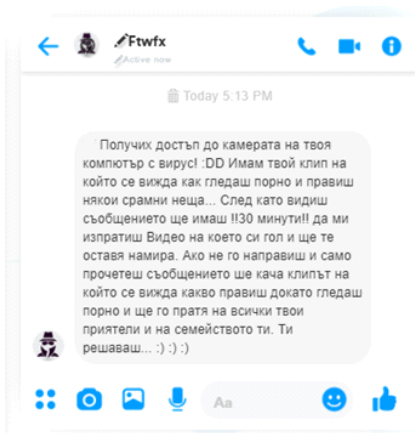 Ftwfx
Active now
Today 5:13 PM
Получих достъп до камерата на твоя
компютър с вирус! :DD Имам твой клип на
който се вижда как гледаш порно и правиш
някои срамни неща... След като видиш
съобщението ще имаш !!30 минути!! да ми
изпратиш Видео на което си гол и ще те
оставя намира. Ако не го направиш и само
прочетеш съобщението ше кача клипът на
който се вижда какво правиш докато гледаш
порно и ще го пратя на всички твои
приятели и на семейството ти. Ти
решаваш... :) :) :)
Aa